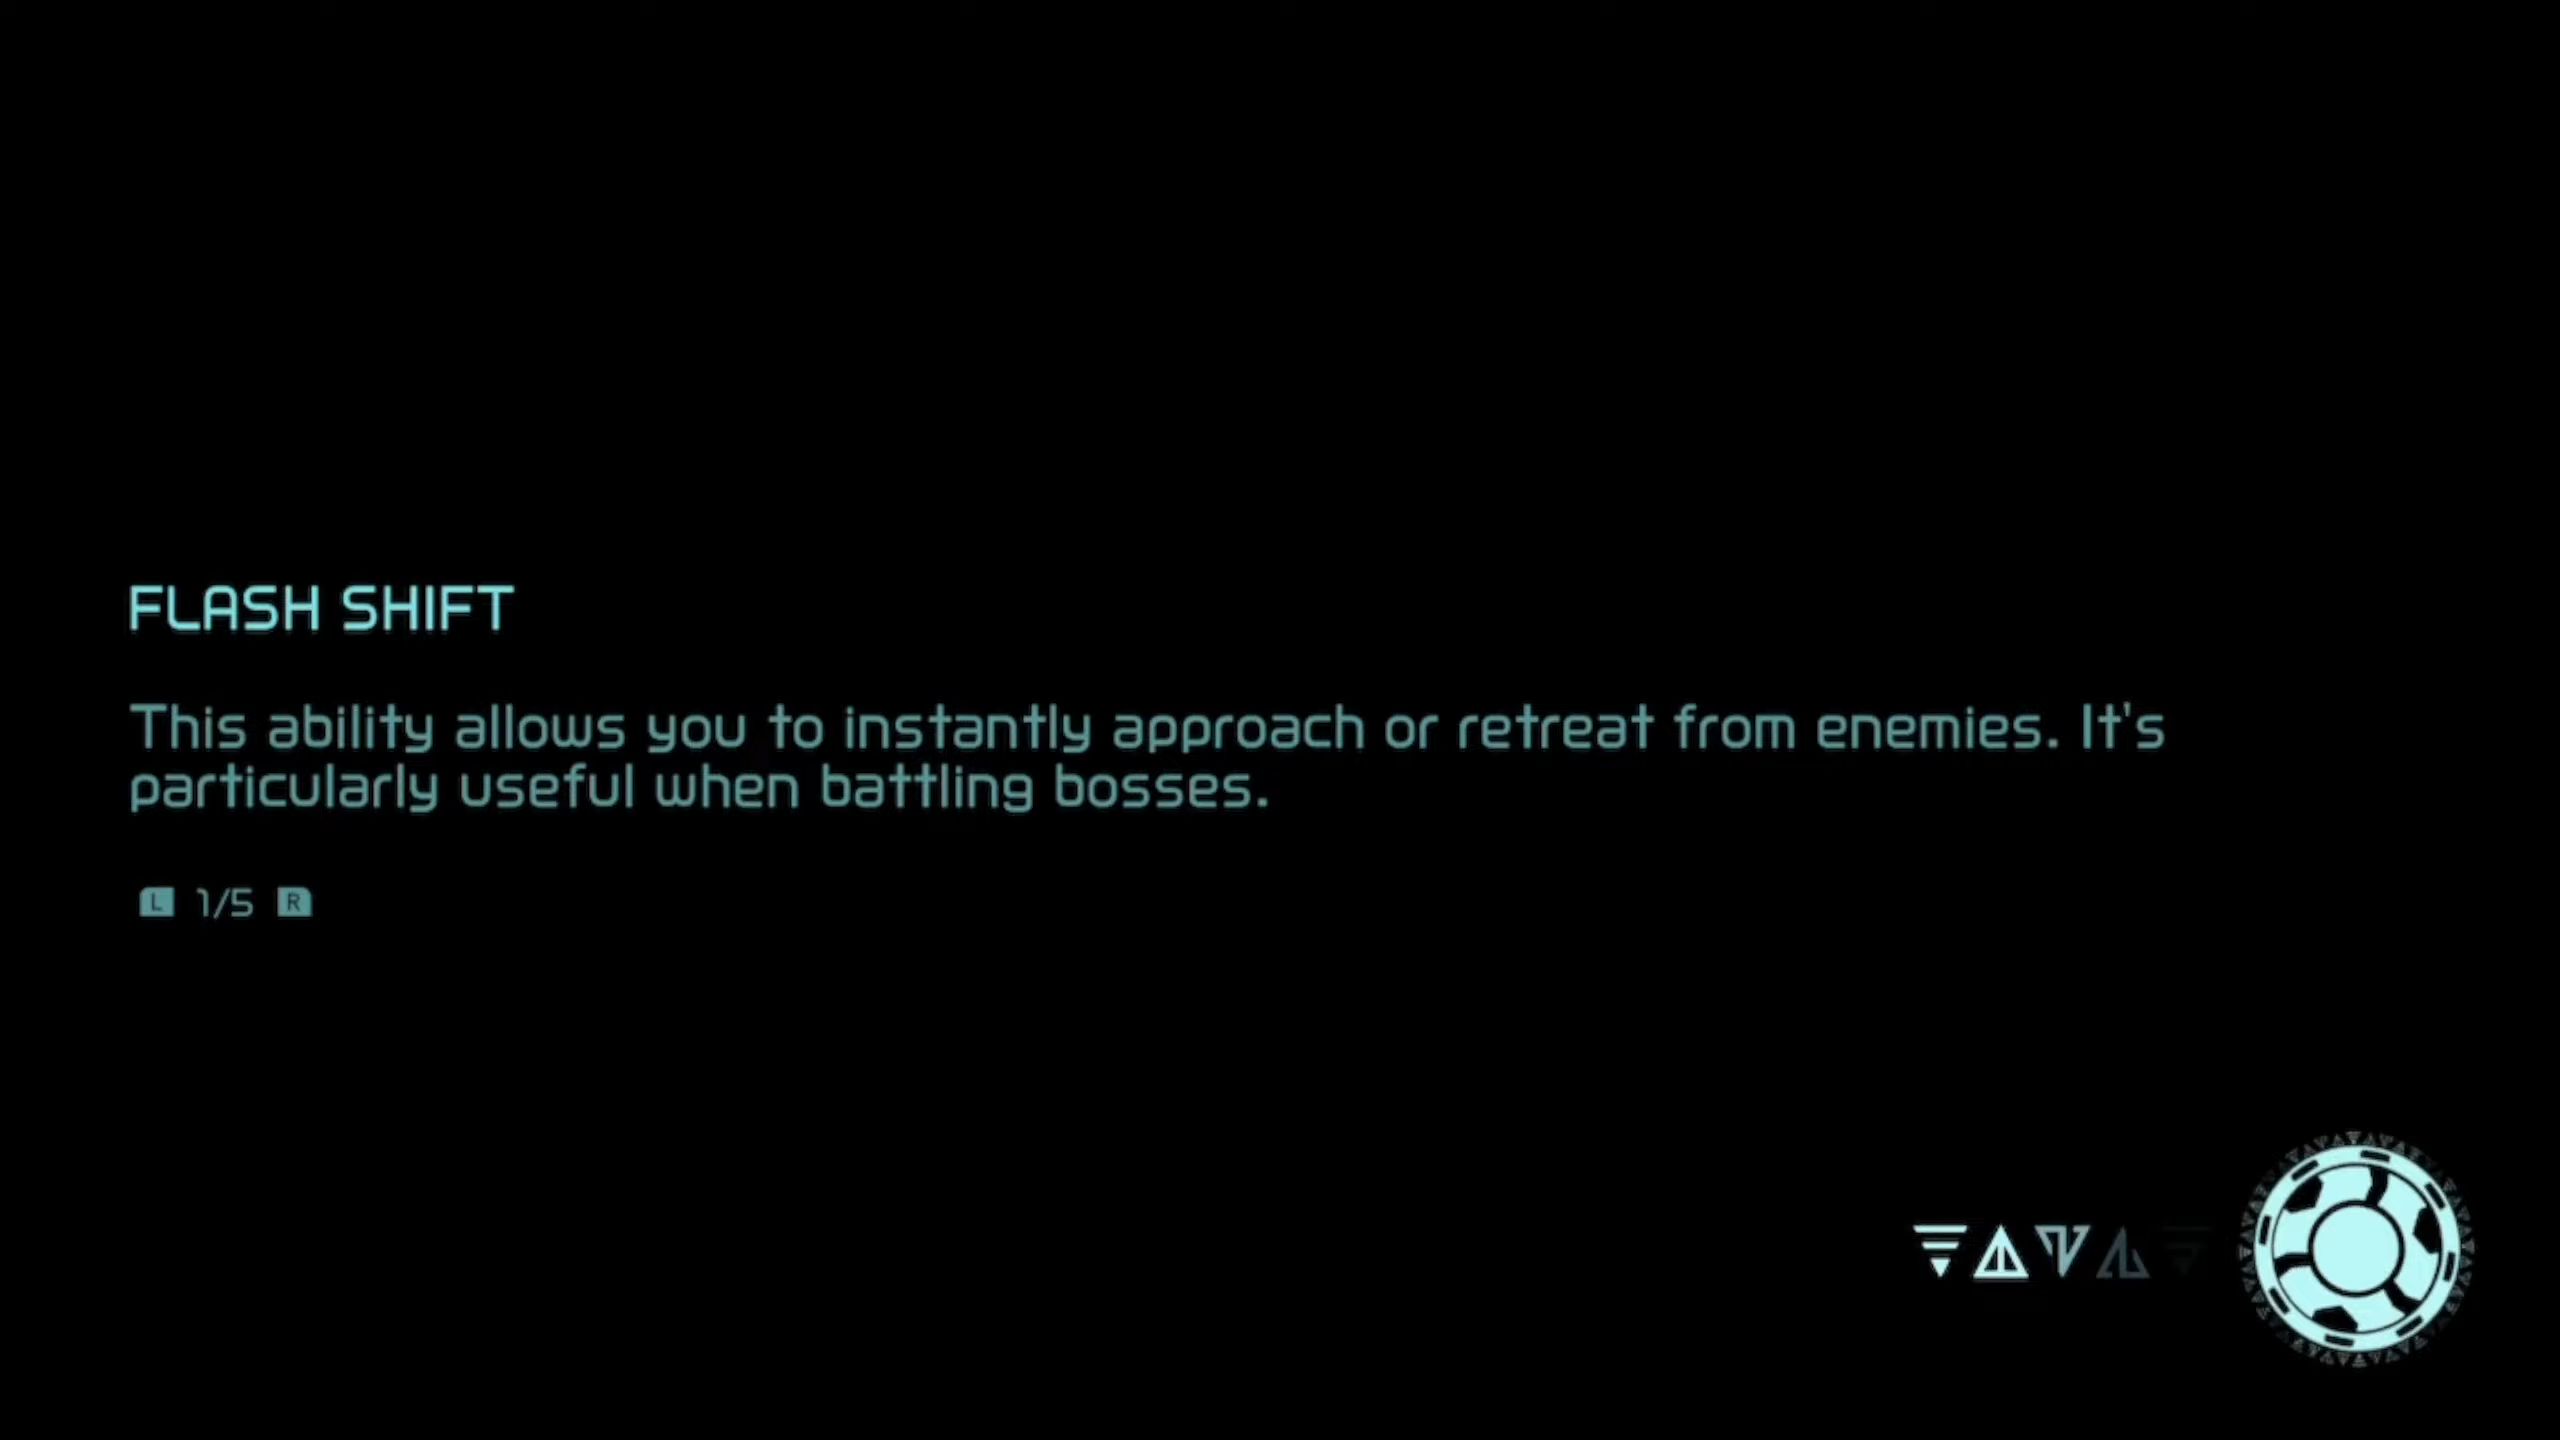 FLASH SHIFT
This ability allows you to instantly approach or retreat from enemies. It's
particularly useful when battling bosses.
L 1/5 R